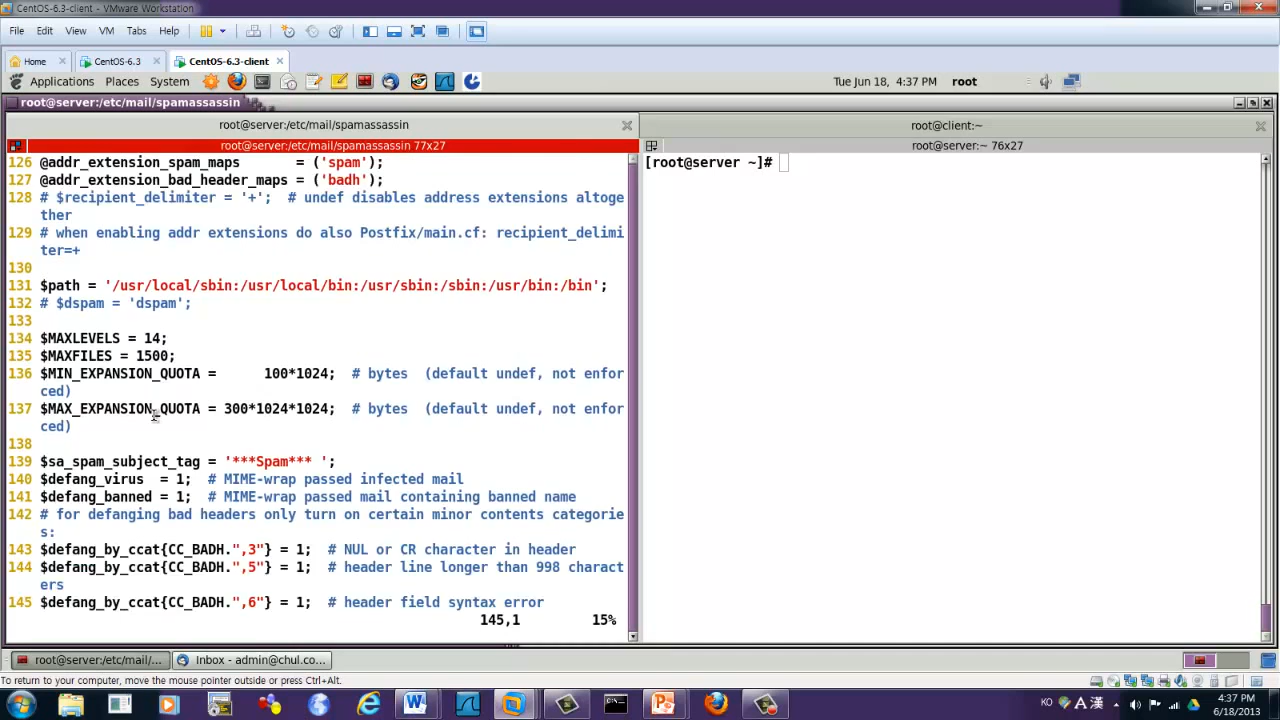 CentOS-6.3-client - VMware Workstation
File Edit View VM Tabs Help
Home CentOS-6.3 CentOS-6.3-client
Applications Places System Tue Jun 18, 4:37 PM root
root@server:/etc/mail/spamassassin
root@server:/etc/mail/spamassassin root@client:~
root@server:/etc/mail/spamassassin 77x27 root@server:~ 76x27
[root@server ~]#
126 @addr_extension_spam_maps       = ('spam');
127 @addr_extension_bad_header_maps = ('badh');
128 # $recipient_delimiter = '+';  # undef disables address extensions altoge
ther
129 # when enabling addr extensions do also Postfix/main.cf: recipient_delimi
ter=+
130
131 $path = '/usr/local/sbin:/usr/local/bin:/usr/sbin:/sbin:/usr/bin:/bin';
132 # $dspam = 'dspam';
133
134 $MAXLEVELS = 14;
135 $MAXFILES = 1500;
136 $MIN_EXPANSION_QUOTA =      100*1024;  # bytes  (default undef, not enfor
ced)
137 $MAX_EXPANSION_QUOTA = 300*1024*1024;  # bytes  (default undef, not enfor
ced)
138
139 $sa_spam_subject_tag = '***Spam*** ';
140 $defang_virus  = 1;  # MIME-wrap passed infected mail
141 $defang_banned = 1;  # MIME-wrap passed mail containing banned name
142 # for defanging bad headers only turn on certain minor contents categorie
s:
143 $defang_by_ccat{CC_BADH.",3"} = 1;  # NUL or CR character in header
144 $defang_by_ccat{CC_BADH.",5"} = 1;  # header line longer than 998 charact
ers
145 $defang_by_ccat{CC_BADH.",6"} = 1;  # header field syntax error
145,1 15%
root@server:/etc/mail/... Inbox - admin@chul.co...
To return to your computer, move the mouse pointer outside or press Ctrl+Alt.
KO A 漢 4:37 PM
6/18/2013